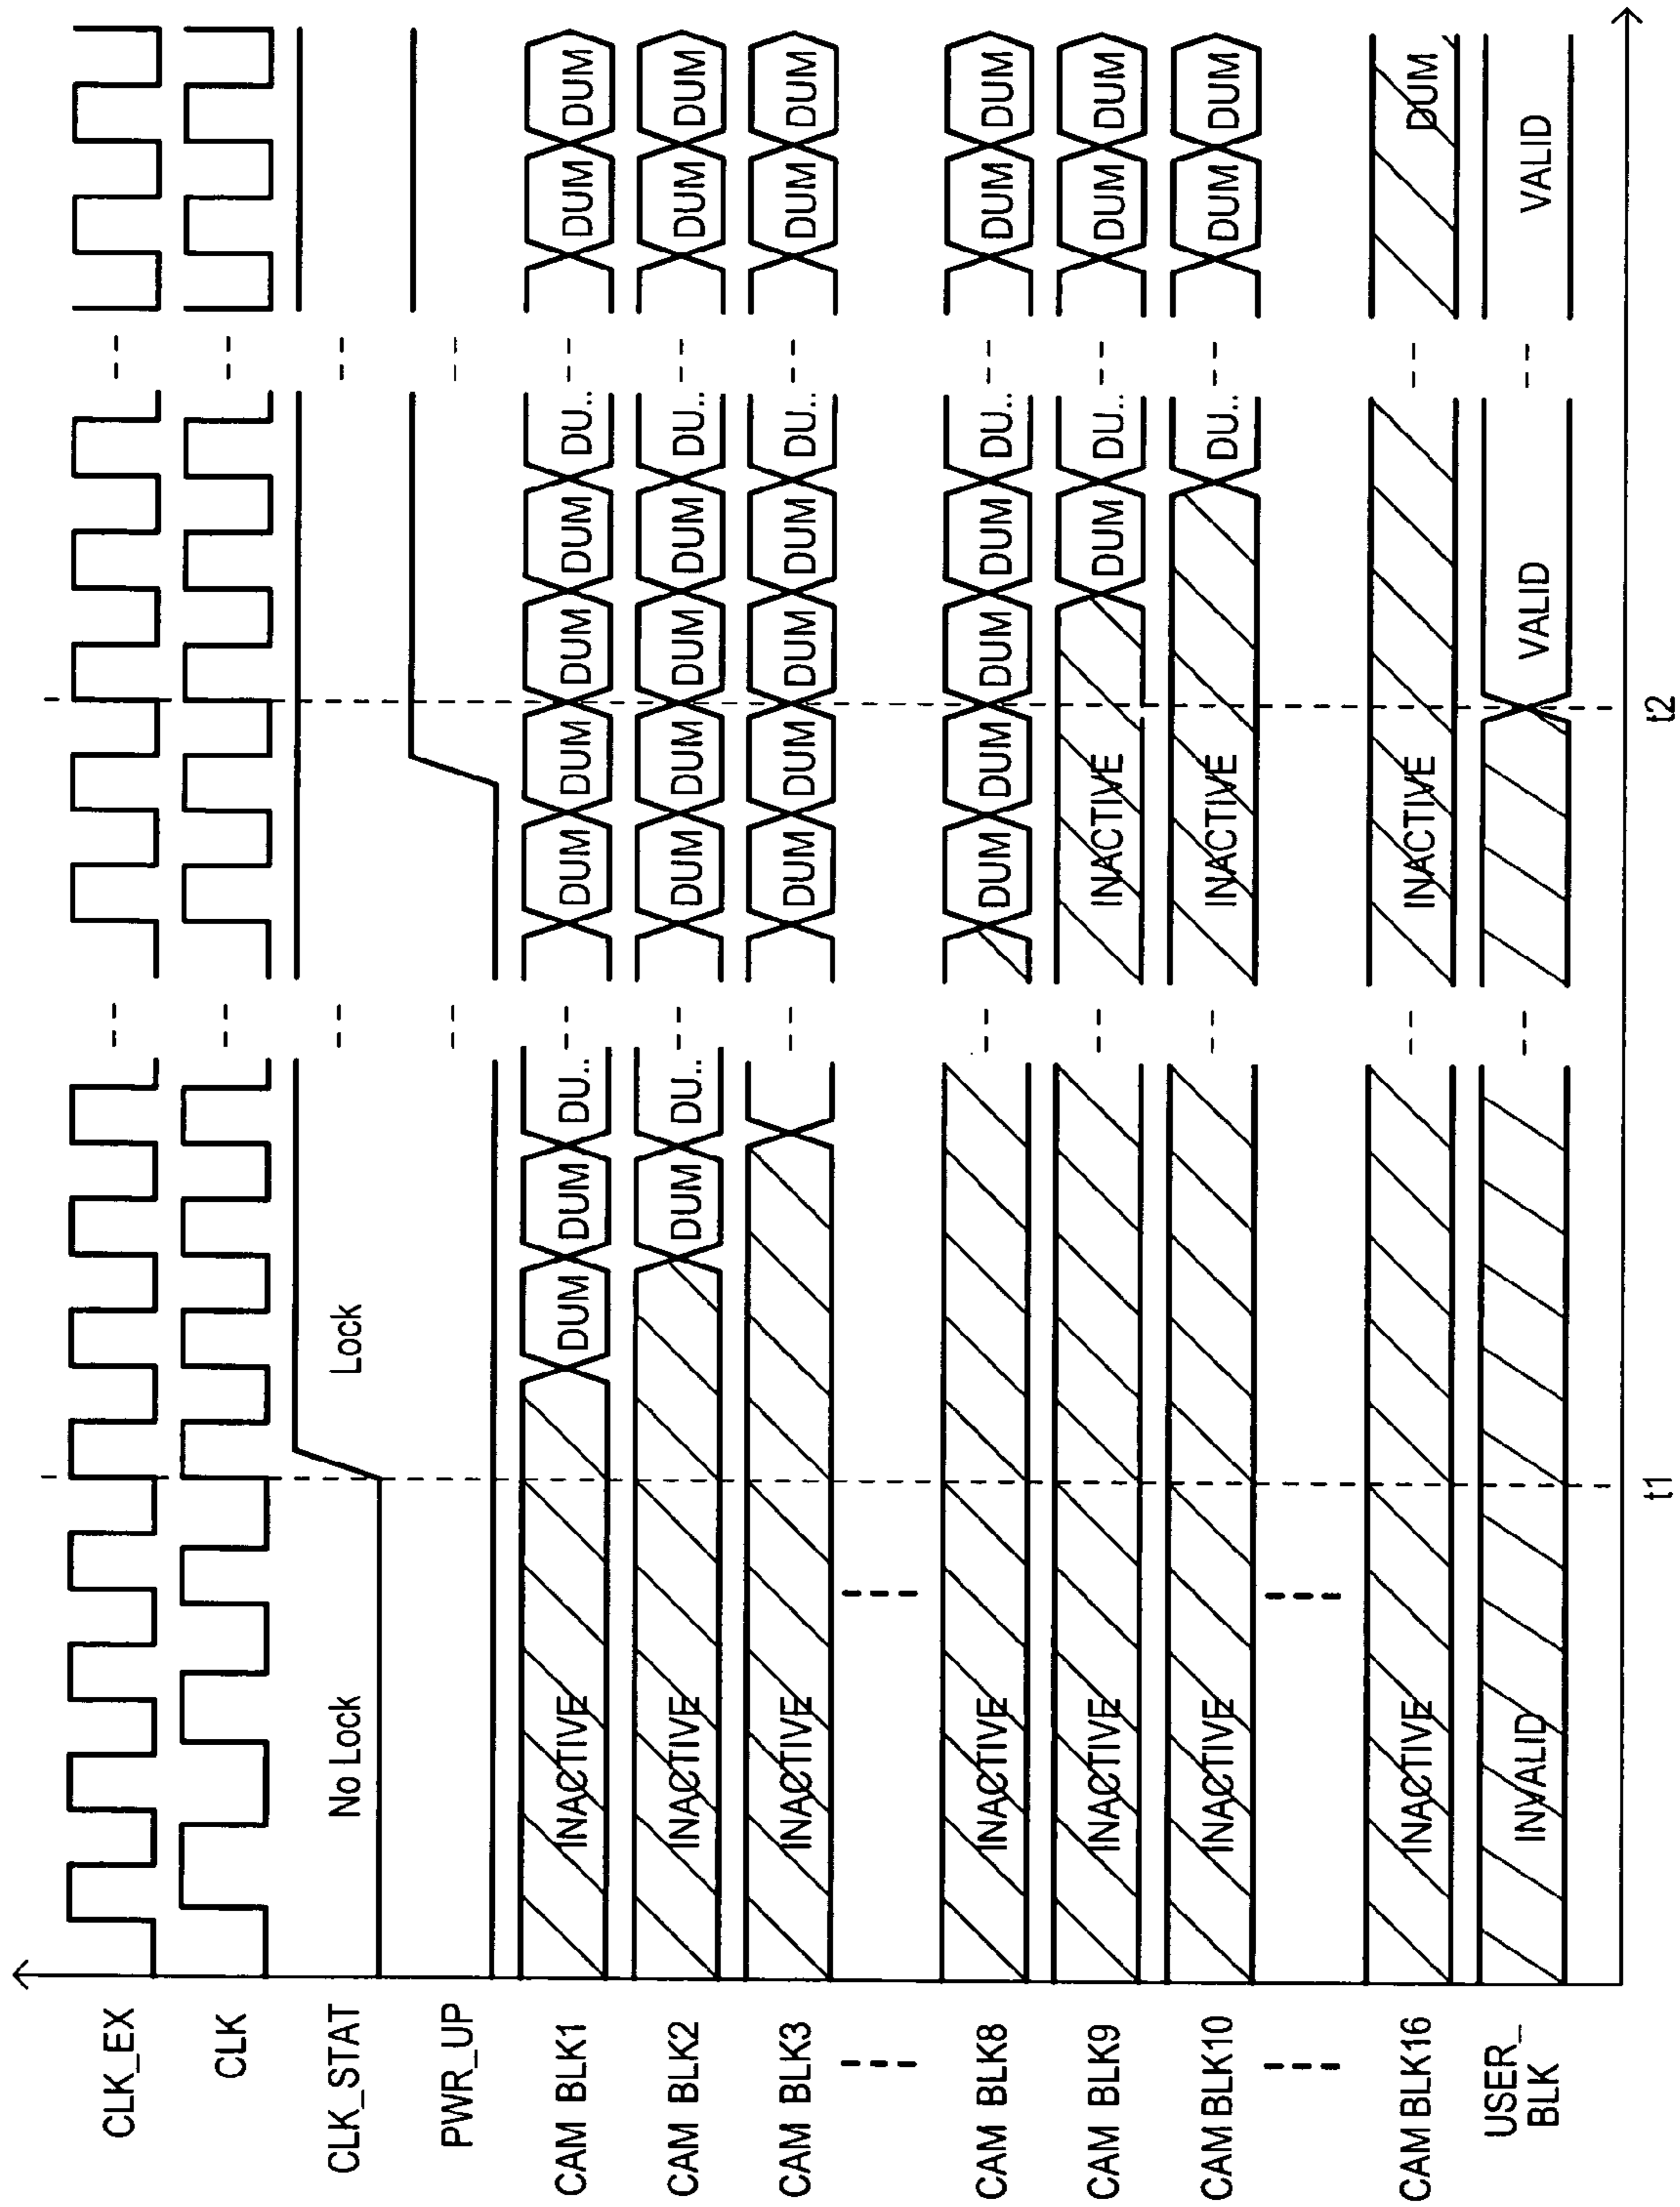 CLK_EX
CLK
CLK_STAT No Lock Lock
PWR_UP
CAM BLK1 INACTIVE DUM DUM DU.. DUM DUM DUM DUM DU.. DUM DUM
CAM BLK2 INACTIVE DUM DU.. DUM DUM DUM DUM DU.. DUM DUM
CAM BLK3 INACTIVE DUM DUM DUM DUM DU.. DUM DUM
CAM BLK8 INACTIVE DUM DUM DUM DUM DU.. DUM DUM
CAM BLK9 INACTIVE INACTIVE DUM DU.. DUM DUM
CAM BLK10 INACTIVE INACTIVE DU.. DUM DUM
CAM BLK16 INACTIVE INACTIVE DUM
USER_
BLK INVALID VALID VALID
t1 t2